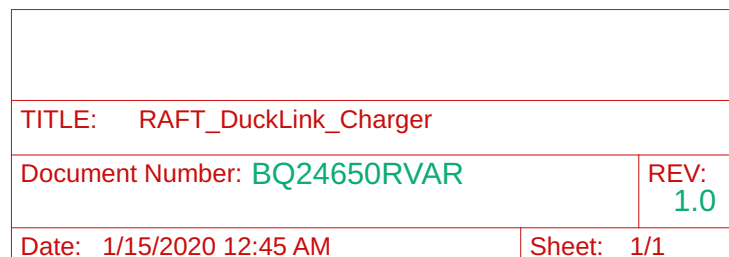 TITLE: RAFT_DuckLink_Charger
Document Number: BQ24650RVAR
REV:
1.0
Date: 1/15/2020 12:45 AM
Sheet: 1/1